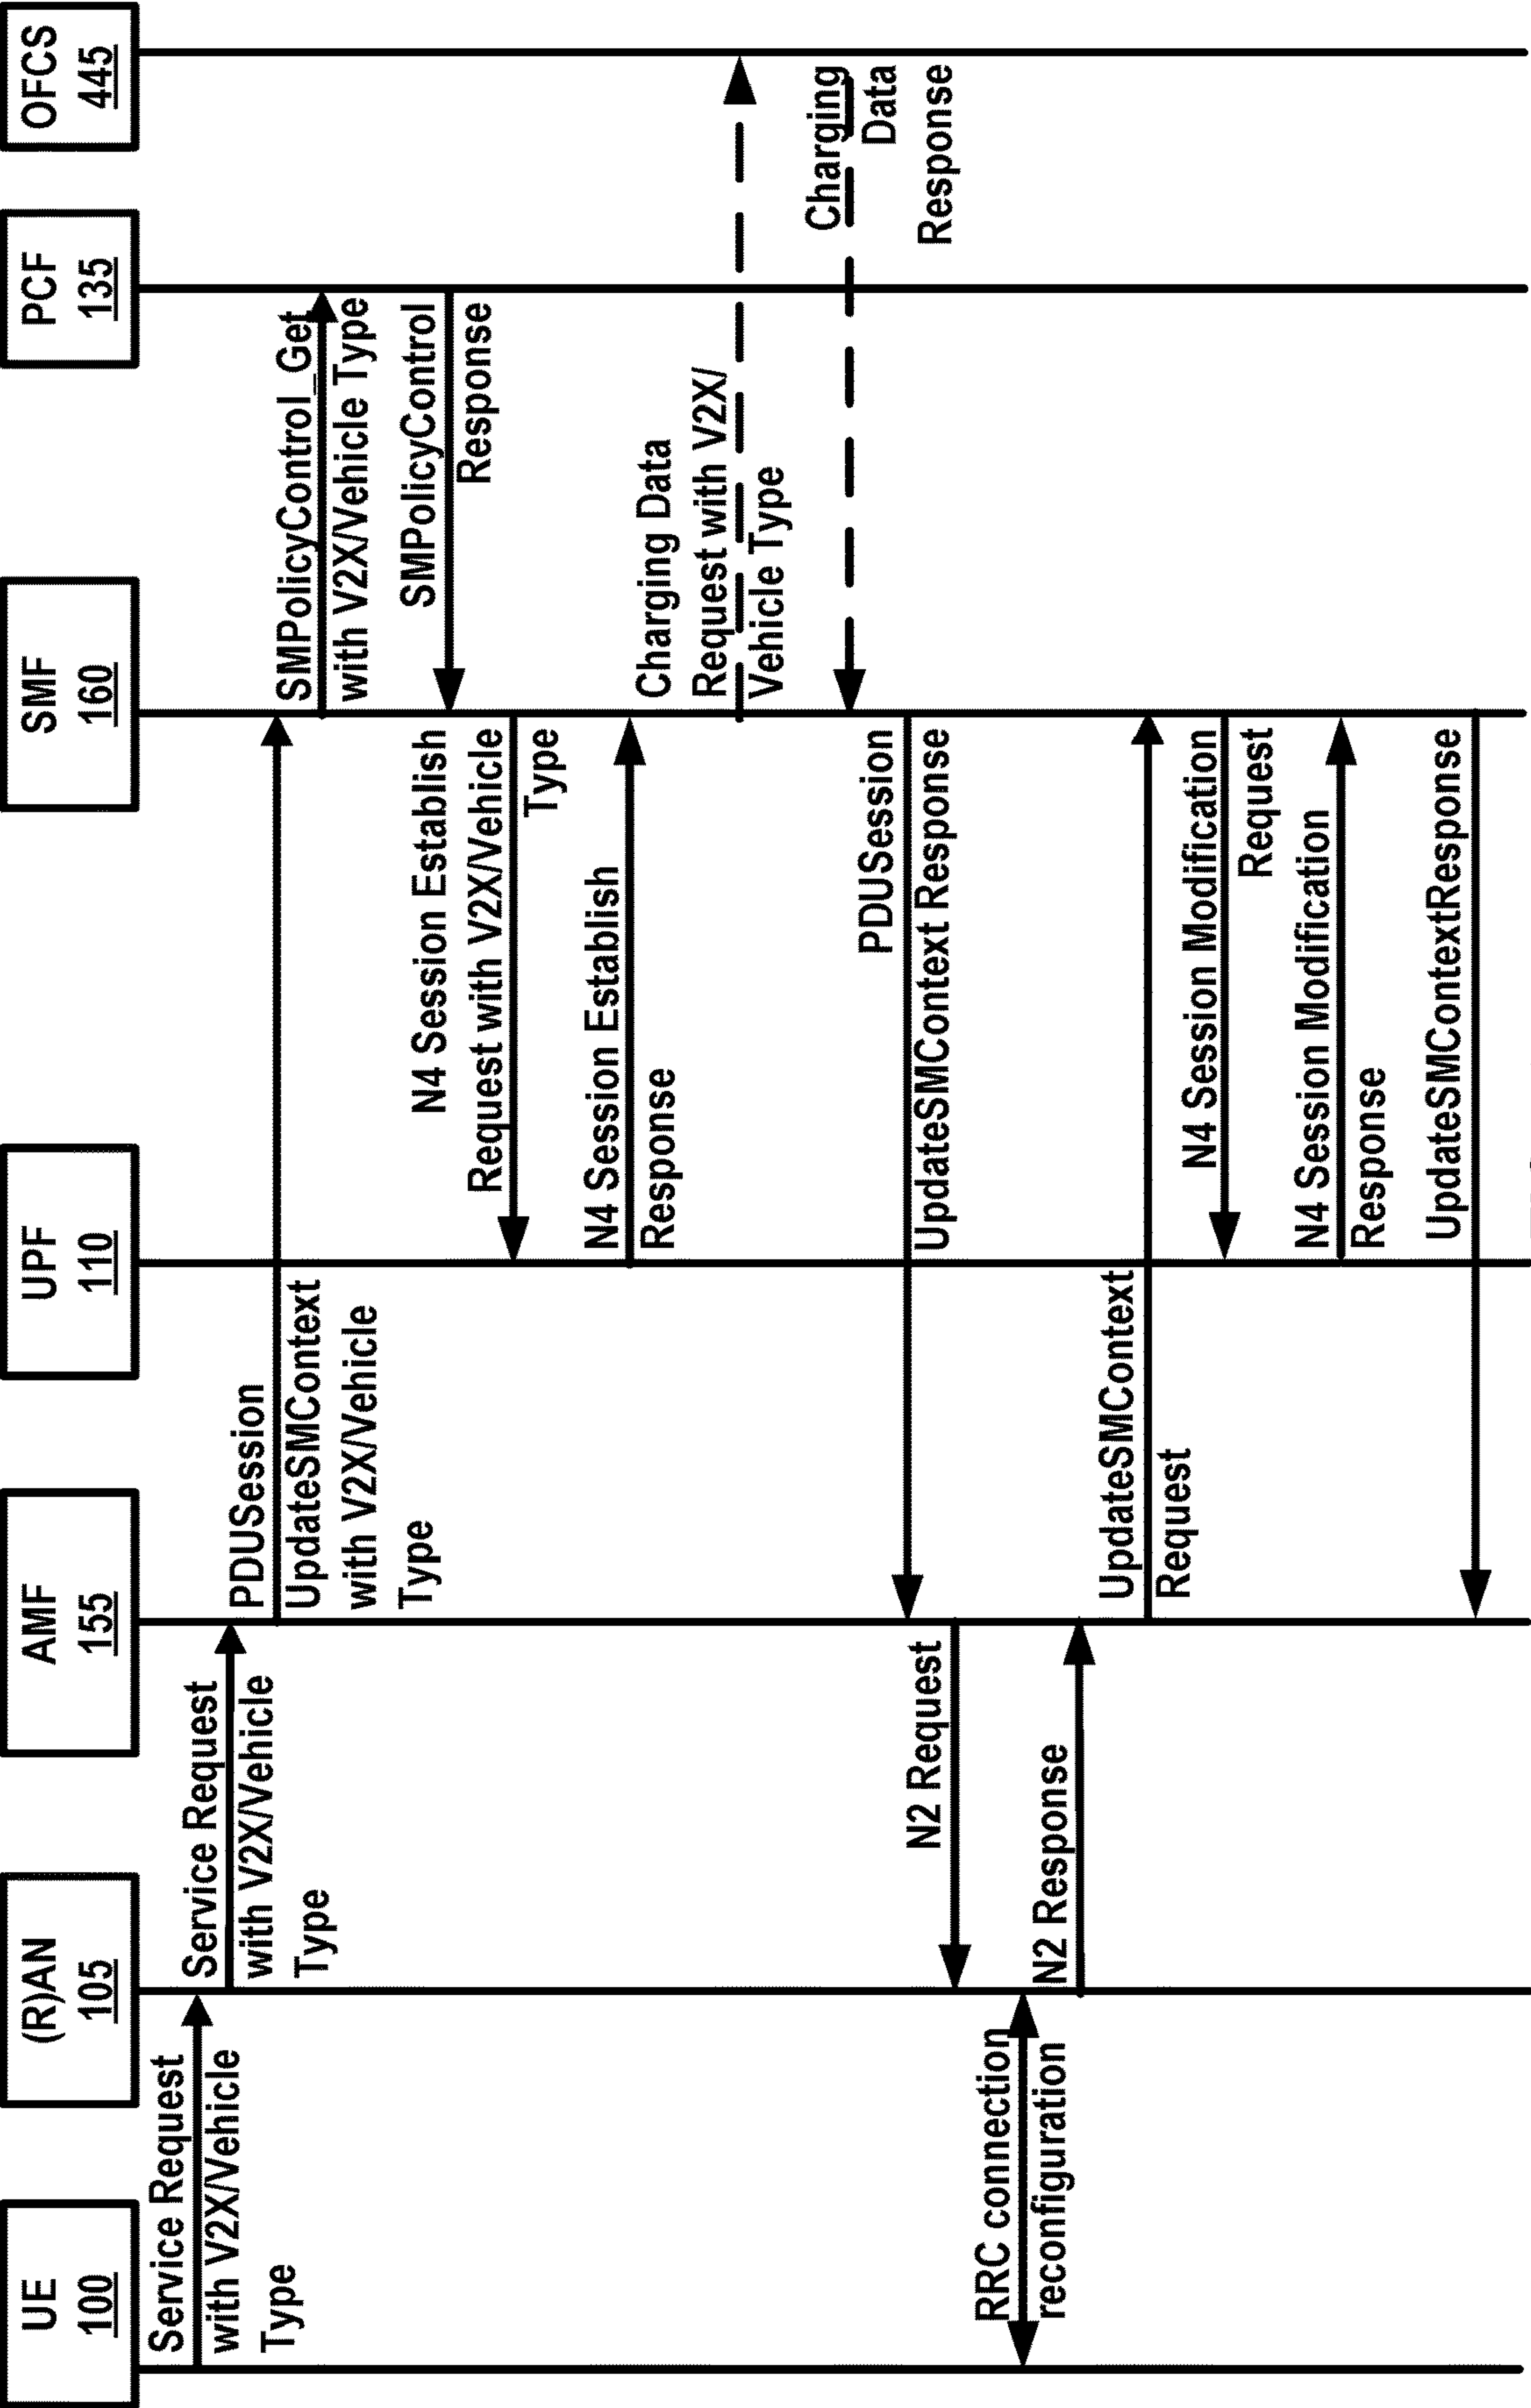 UE
100
(R)AN
105
AMF
155
UPF
110
SMF
160
PCF
135
OFCS
445
Service Request
with V2X/Vehicle
Type
Service Request
with V2X/Vehicle
Type
PDUSession
UpdateSMContext
with V2X/Vehicle
Type
SMPolicyControl_Get
with V2X/Vehicle Type
SMPolicyControl
Response
N4 Session Establish
Request with V2X/Vehicle
Type
N4 Session Establish
Response
Charging Data
Request with V2X/
Vehicle Type
Charging
Data
Response
PDUSession
UpdateSMContext Response
N2 Request
RRC connection
reconfiguration
N2 Response
UpdateSMContext
Request
N4 Session Modification
Request
N4 Session Modification
Response
UpdateSMContextResponse